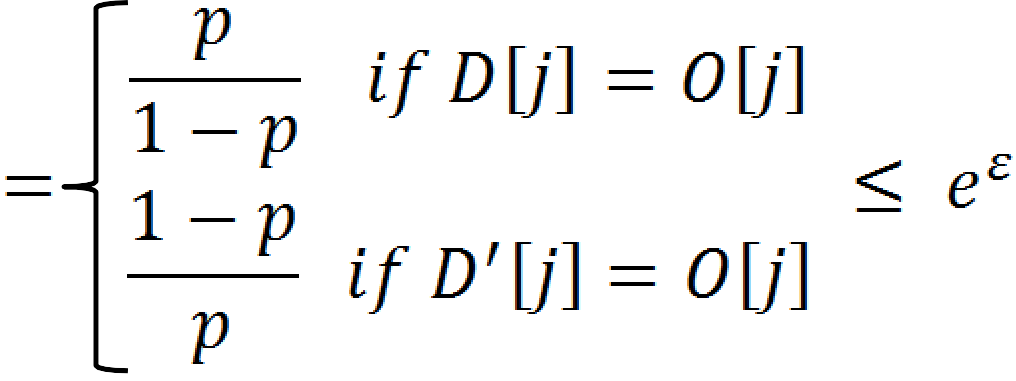 = { p / 1 − p if D[j] = O[j]
1 − p / p if D′[j] = O[j] ≤ e^ε